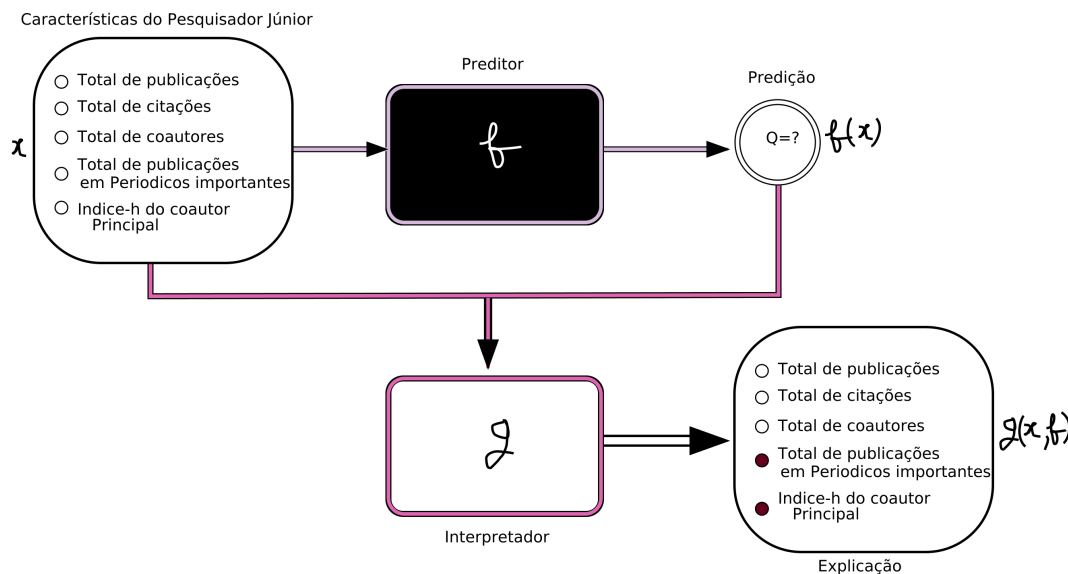 Características do Pesquisador Júnior
Total de publicações
Total de citações
Total de coautores
Total de publicações
em Periodicos importantes
Indice-h do coautor
Principal
x
Preditor
f
Predição
Q=?
f(x)
g
Interpretador
Total de publicações
Total de citações
Total de coautores
Total de publicações
em Periodicos importantes
Indice-h do coautor
Principal
g(x,f)
Explicação